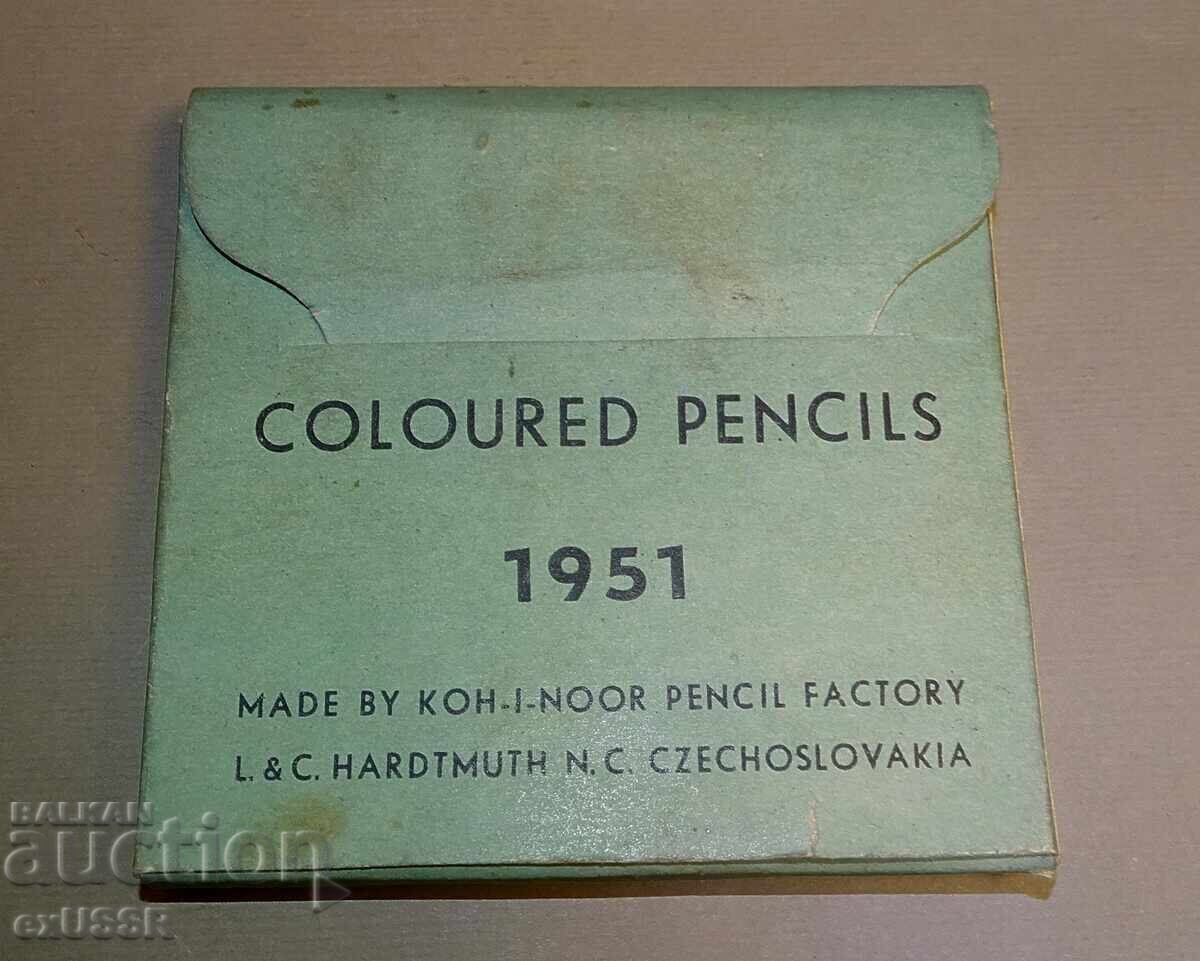 COLOURED PENCILS
1951
MADE BY KOH-I-NOOR PENCIL FACTORY
L. & C. HARDTMUTH N. C. CZECHOSLOVAKIA
BALKAN
auction
exUSSR